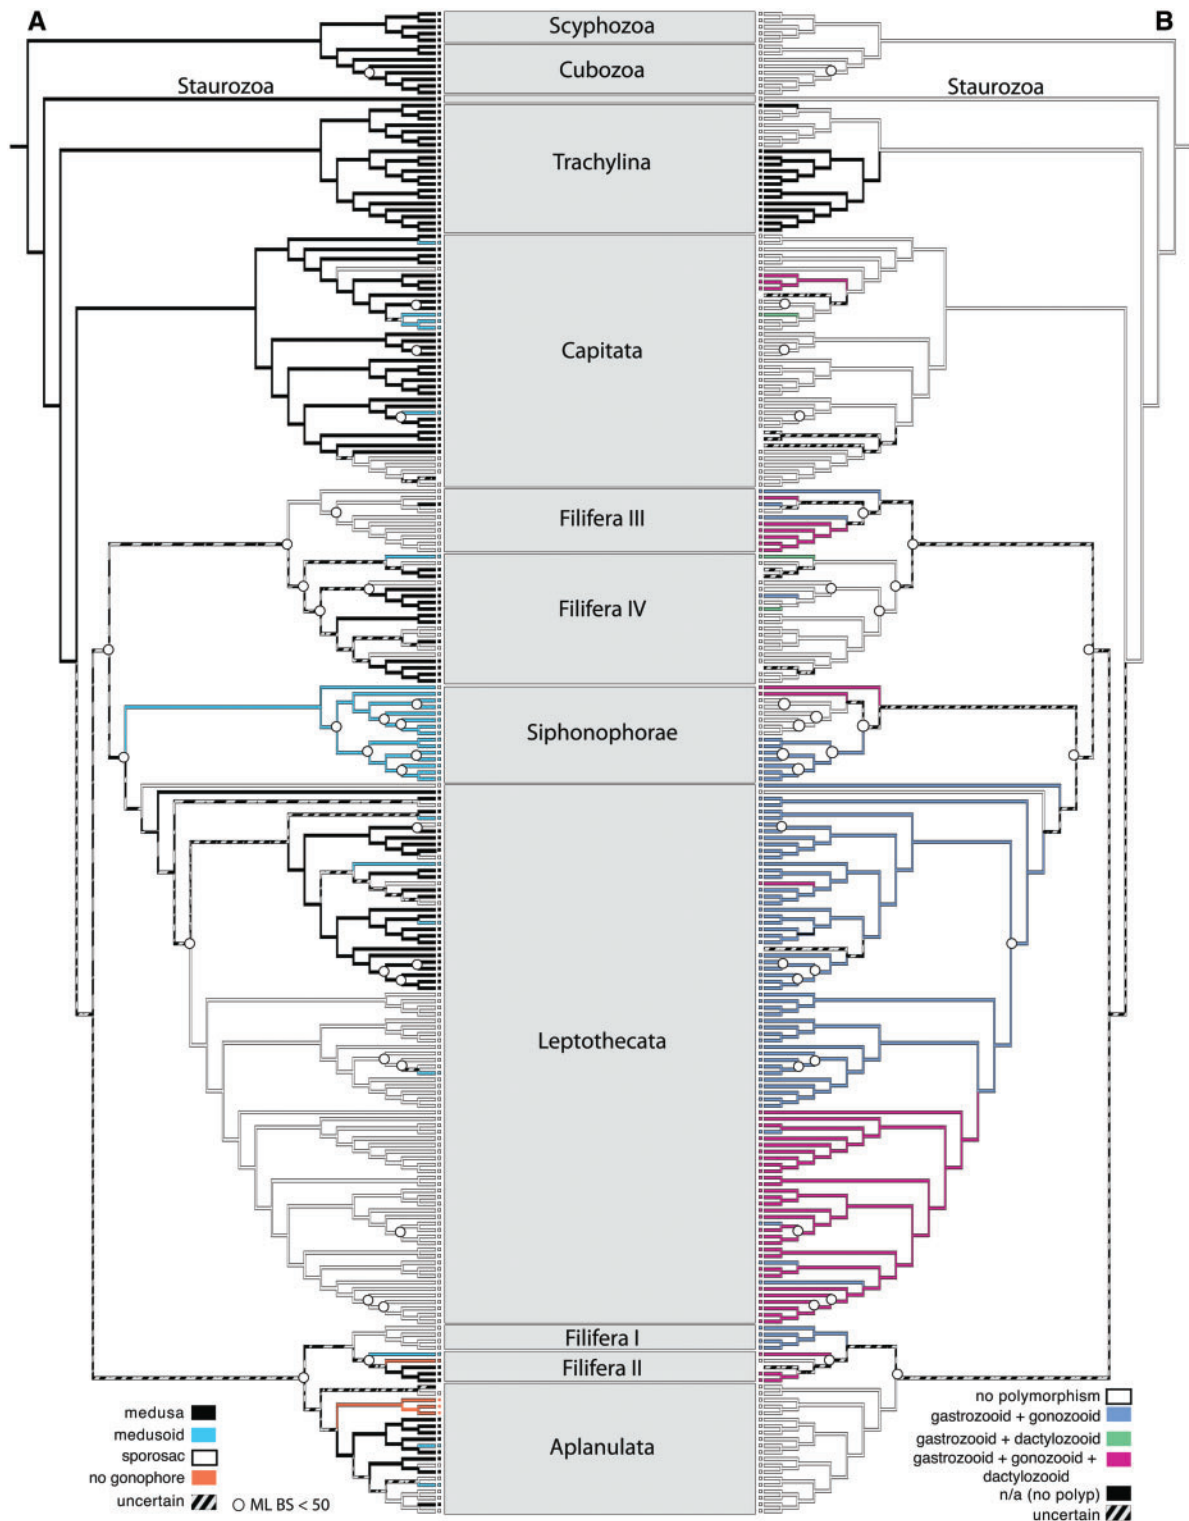 A
B
Scyphozoa
Cubozoa
Staurozoa
Staurozoa
Trachylina
Capitata
Filifera III
Filifera IV
Siphonophorae
Leptothecata
Filifera I
Filifera II
Aplanulata
medusa
medusoid
sporosac
no gonophore
uncertain
ML BS < 50
no polymorphism
gastrozooid + gonozooid
gastrozooid + dactylozooid
gastrozooid + gonozooid +
dactylozooid
n/a (no polyp)
uncertain